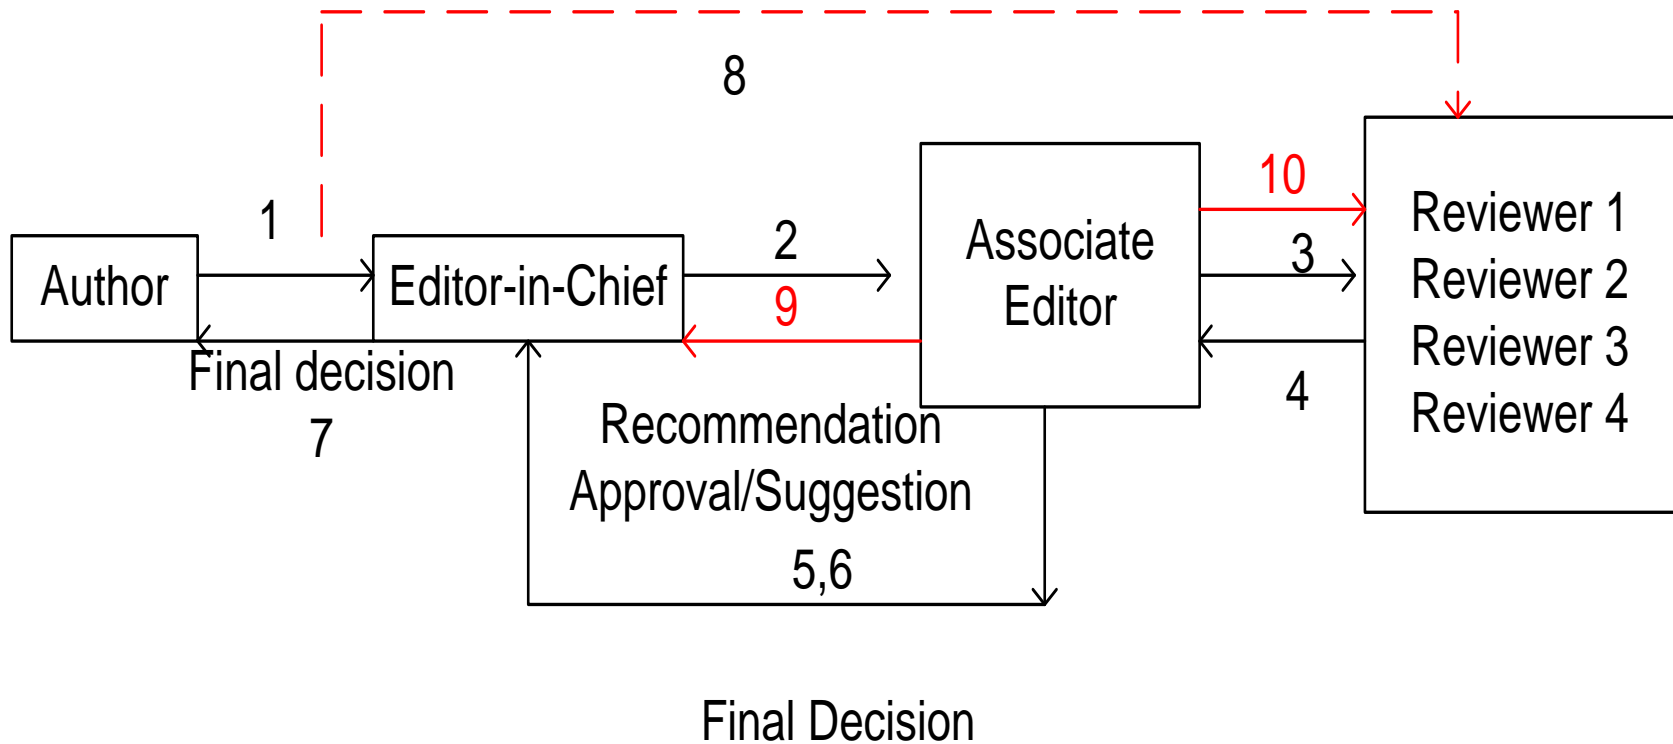 8
1
2
10
Author
Editor-in-Chief
9
Associate
Editor
3
4
Reviewer 1
Reviewer 2
Reviewer 3
Reviewer 4
Final decision
7
Recommendation
Approval/Suggestion
5,6
Final Decision